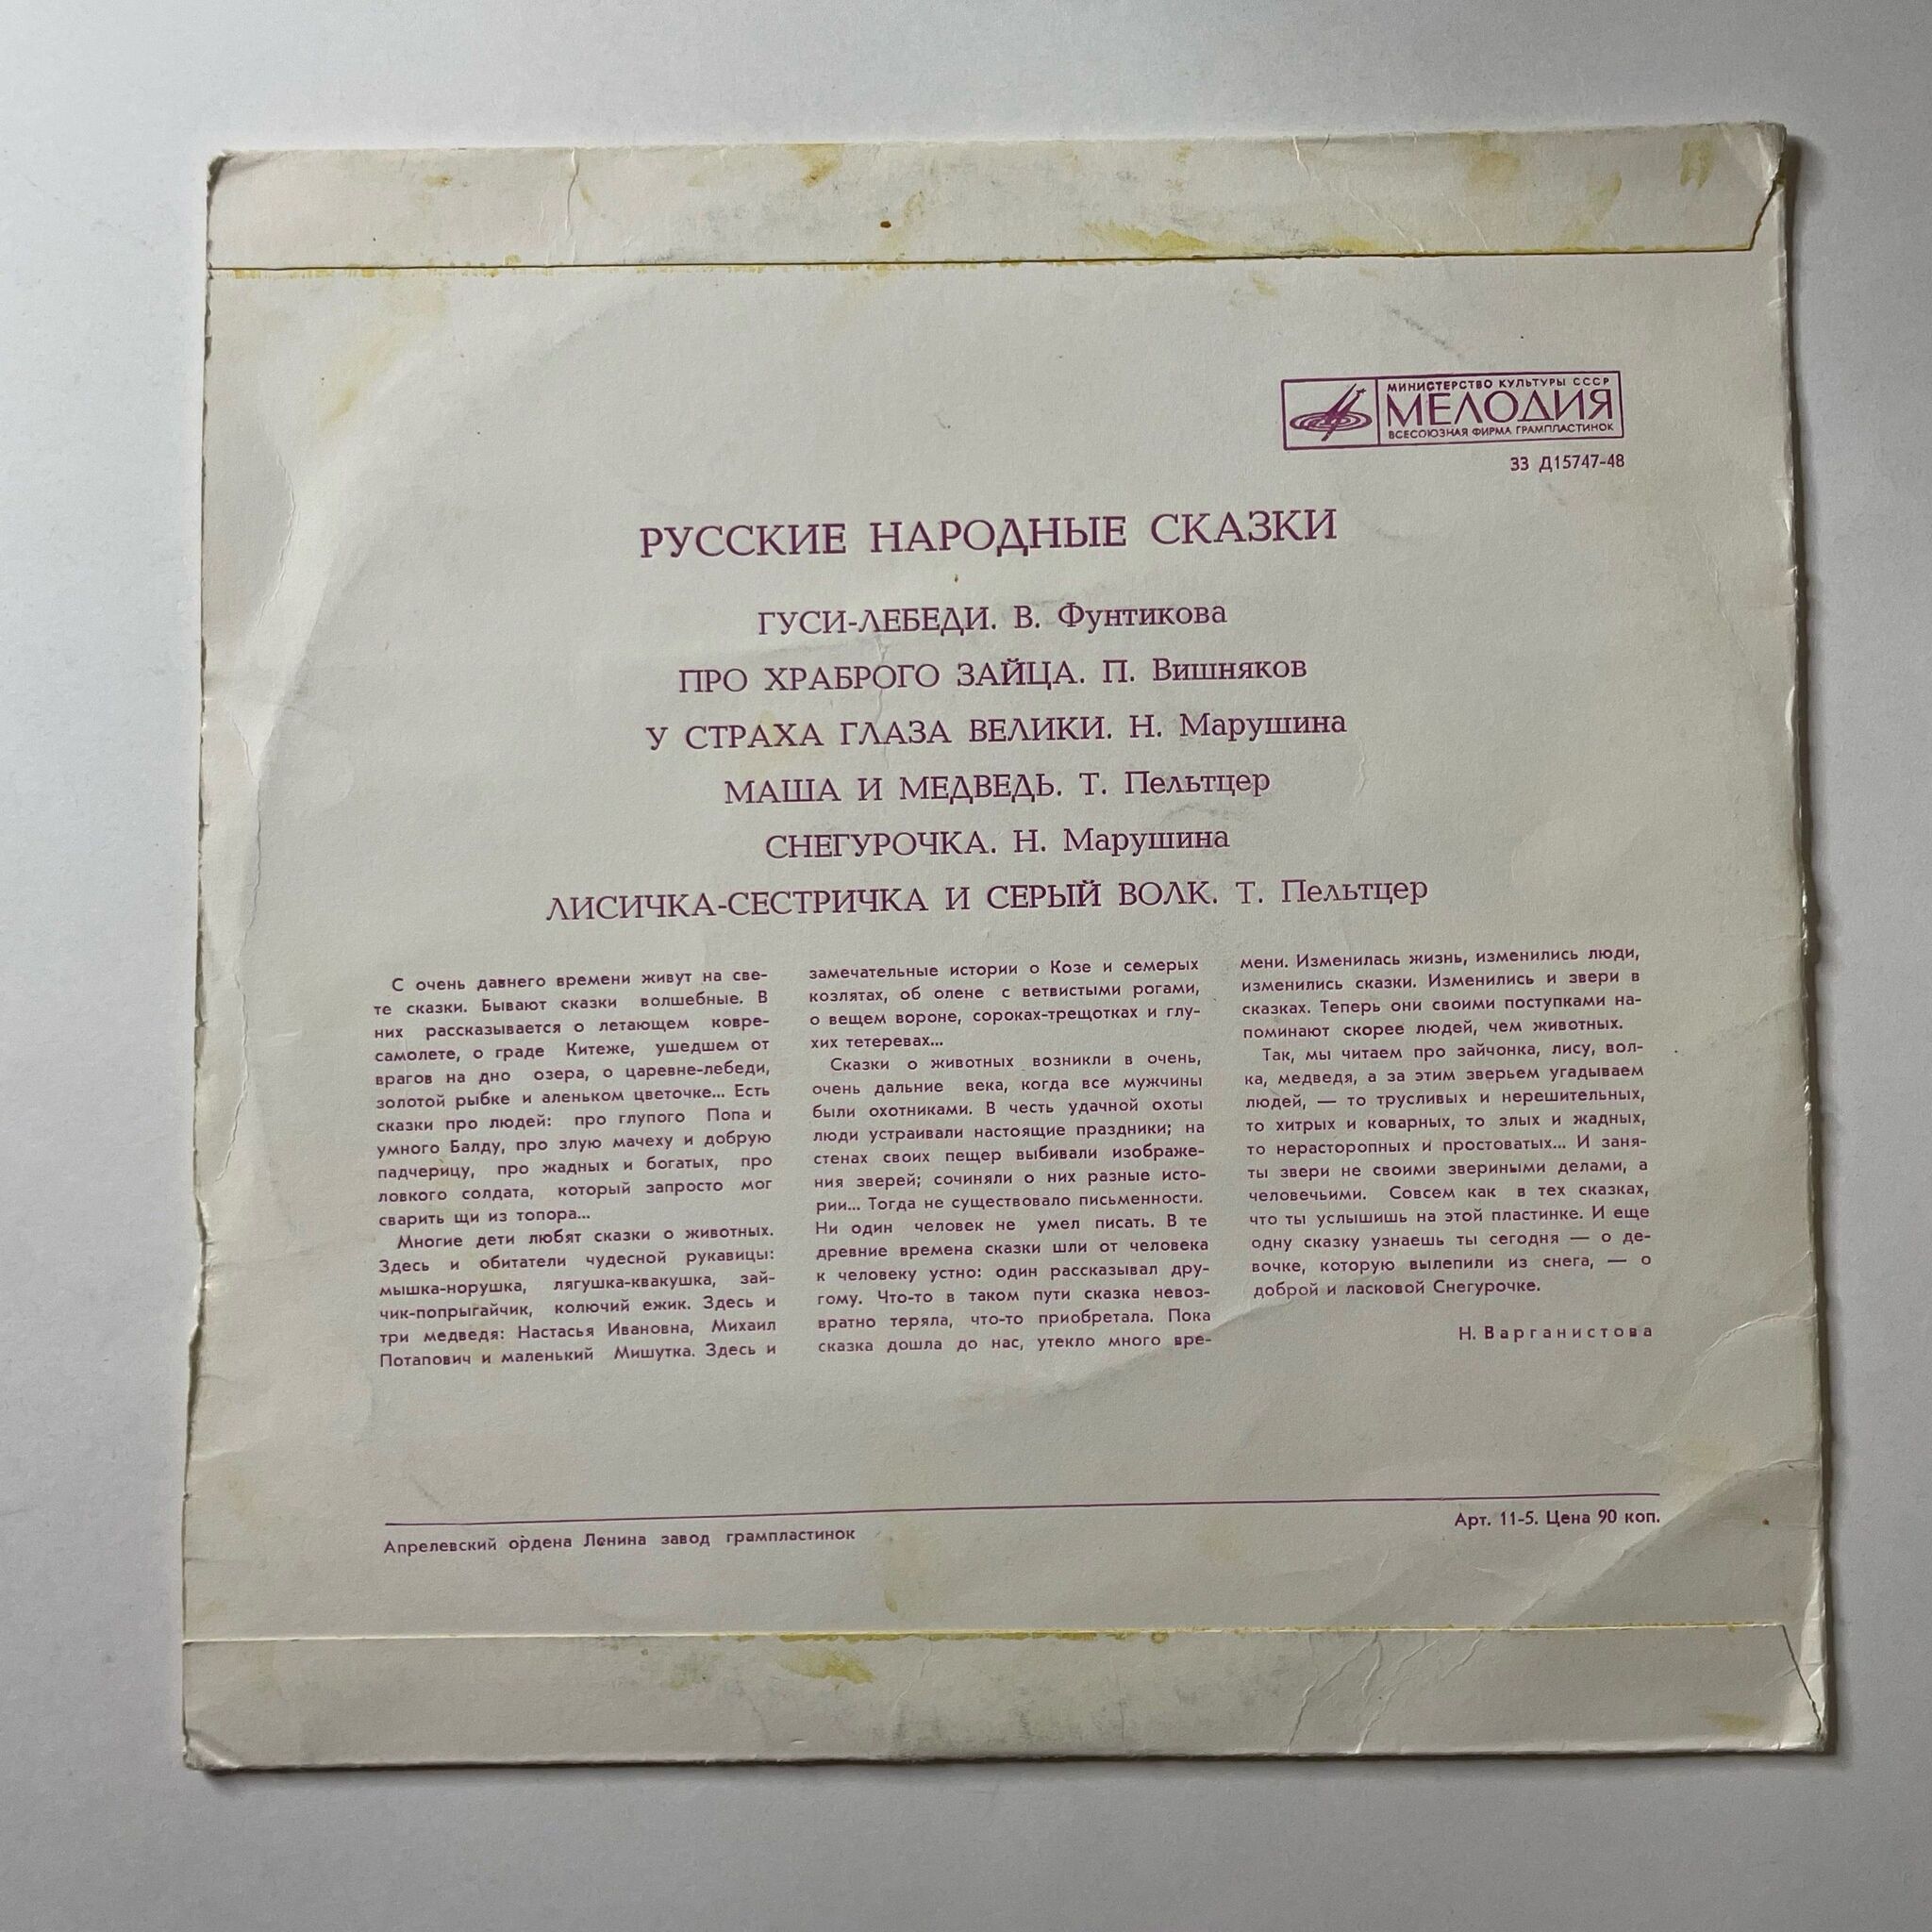 МИНИСТЕРСТВО КУЛЬТУРЫ СССР
МЕЛОДИЯ
ВСЕСОЮЗНАЯ ФИРМА ГРАМПЛАСТИНОК
33 Д15747-48
РУССКИЕ НАРОДНЫЕ СКАЗКИ
ГУСИ-ЛЕБЕДИ. В. Фунтикова
ПРО ХРАБРОГО ЗАЙЦА. П. Вишняков
У СТРАХА ГЛАЗА ВЕЛИКИ. Н. Марушина
МАША И МЕДВЕДЬ. Т. Пельтцер
СНЕГУРОЧКА. Н. Марушина
ЛИСИЧКА-СЕСТРИЧКА И СЕРЫЙ ВОЛК. Т. Пельтцер
С очень давнего времени живут на све-
те сказки. Бывают сказки волшебные. В
них рассказывается о летающем ковре-
самолете, о граде Китеже, ушедшем от
врагов на дно озера, о царевне-лебеди,
золотой рыбке и аленьком цветочке... Есть
сказки про людей: про глупого Попа и
умного Балду, про злую мачеху и добрую
падчерицу, про жадных и богатых, про
ловкого солдата, который запросто мог
сварить щи из топора...
Многие дети любят сказки о животных.
Здесь и обитатели чудесной рукавицы:
мышка-норушка, лягушка-квакушка, зай-
чик-попрыгайчик, колючий ежик. Здесь и
три медведя: Настасья Ивановна, Михаил
Потапович и маленький Мишутка. Здесь и
замечательные истории о Козе и семерых
козлятах, об олене с ветвистыми рогами,
о вещем вороне, сороках-трещотках и глу-
хих тетеревах...
Сказки о животных возникли в очень,
очень дальние века, когда все мужчины
были охотниками. В честь удачной охоты
люди устраивали настоящие праздники; на
стенах своих пещер выбивали изображе-
ния зверей; сочиняли о них разные исто-
рии... Тогда не существовало письменности.
Ни один человек не умел писать. В те
древние времена сказки шли от человека
к человеку устно: один рассказывал дру-
гому. Что-то в таком пути сказка невоз-
вратно теряла, что-то приобретала. Пока
сказка дошла до нас, утекло много вре-
мени. Изменилась жизнь, изменились люди,
изменились сказки. Изменились и звери в
сказках. Теперь они своими поступками на-
поминают скорее людей, чем животных.
Так, мы читаем про зайчонка, лису, вол-
ка, медведя, а за этим зверьем угадываем
людей, — то трусливых и нерешительных,
то хитрых и коварных, то злых и жадных,
то нерасторопных и простоватых... И заня-
ты звери не своими звериными делами, а
человечьими. Совсем как в тех сказках,
что ты услышишь на этой пластинке. И еще
одну сказку узнаешь ты сегодня — о де-
вочке, которую вылепили из снега, — о
доброй и ласковой Снегурочке.
Н. Варганистова
Апрелевский ордена Ленина завод грампластинок
Арт. 11-5. Цена 90 коп.